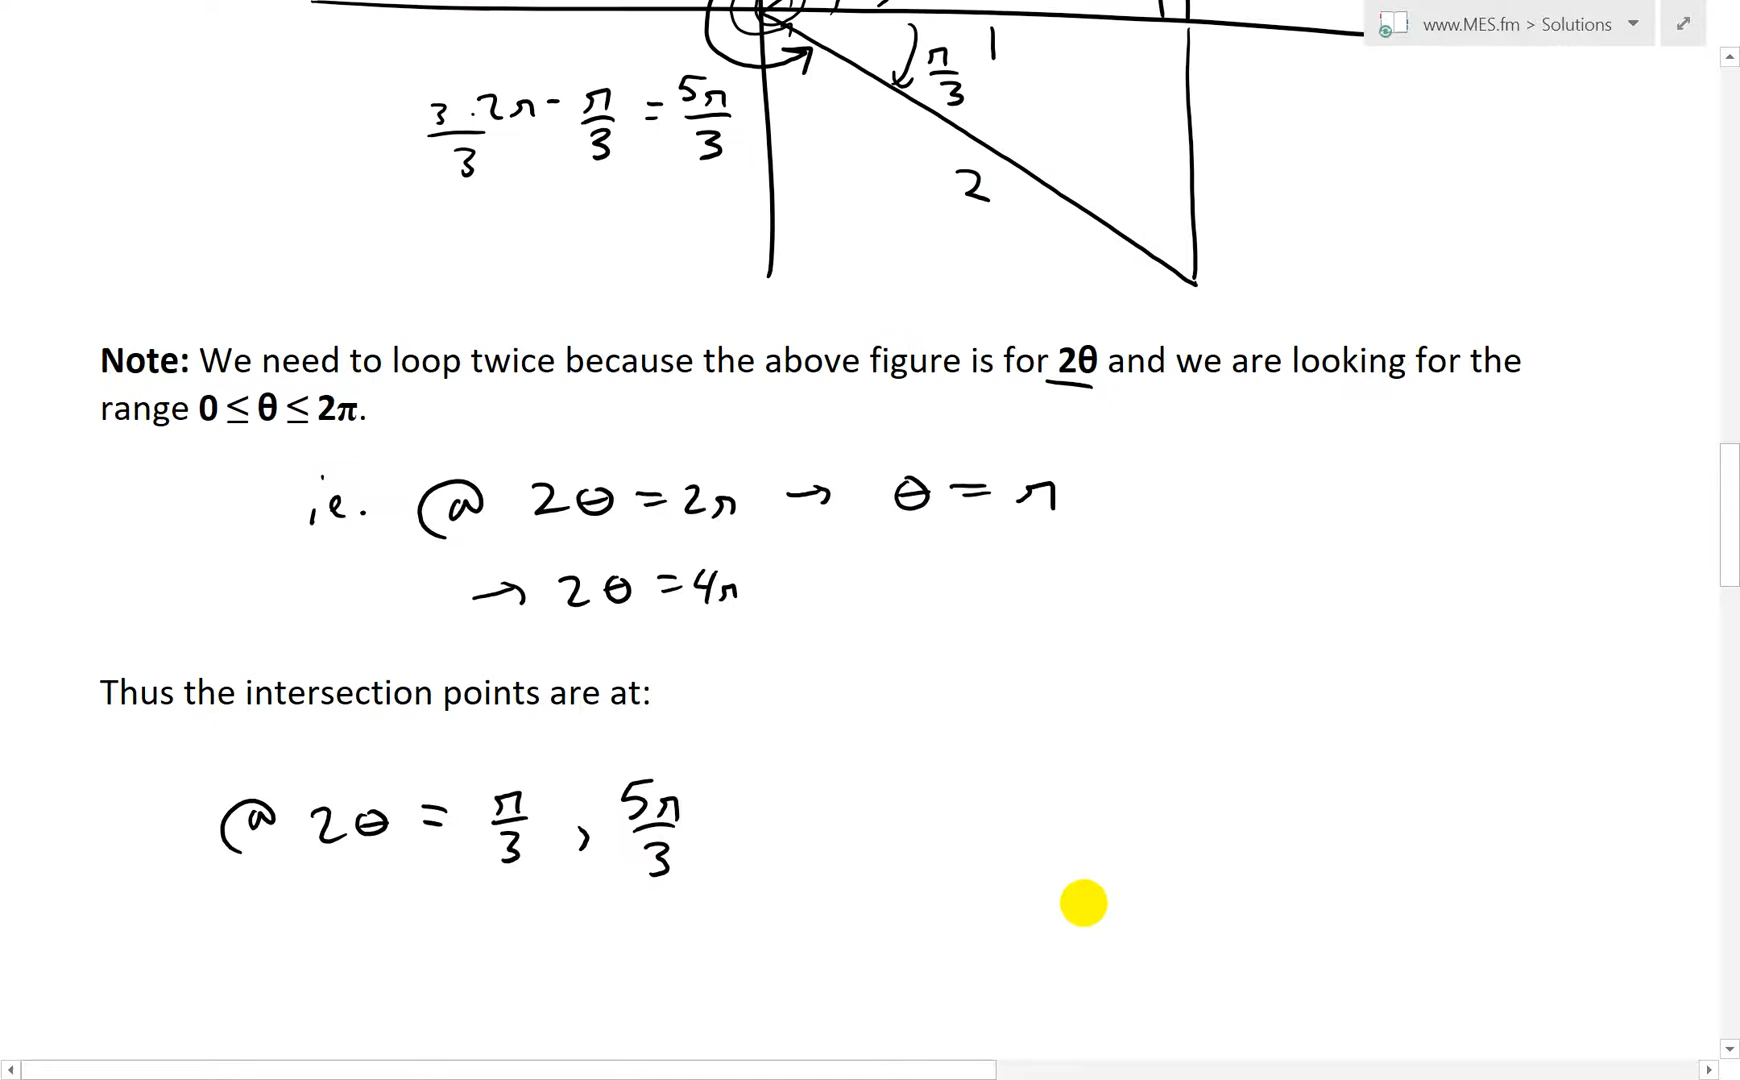 www.MES.fm > Solutions
π/3 1
3/3 · 2π - π/3 = 5π/3
2
Note: We need to loop twice because the above figure is for 2θ and we are looking for the
range 0 ≤ θ ≤ 2π.
ie. @ 2θ = 2π → θ = π
→ 2θ = 4π
Thus the intersection points are at:
@ 2θ = π/3 , 5π/3